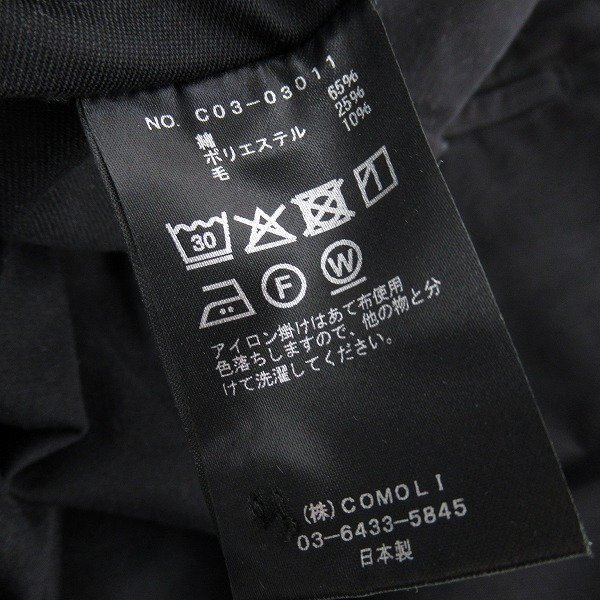 NO. C03-03011
綿 65%
ポリエステル 25%
毛 10%
30
F W
アイロン掛けはあて布使用
色落ちしますので、他の物と分
けて洗濯してください。
(株) COMOLI
03-6433-5845
日本製